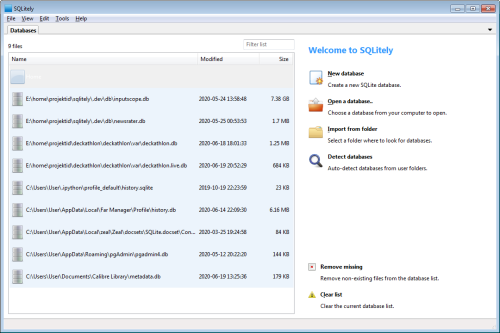 SQLitely
File View Edit Tools Help
Databases
9 files
Filter list
Name Modified Size
E:\home\projektid\sqlitely\.dev\db\inputscope.db 2020-05-24 13:58:48 7.38 GB
E:\home\projektid\sqlitely\.dev\db\newsrater.db 2020-05-25 00:53:53 1.7 MB
E:\home\projektid\deckathlon\deckathlon\var\deckathlon.db 2020-06-18 18:01:33 1.25 MB
E:\home\projektid\deckathlon\deckathlon\var\deckathlon.live.db 2020-06-19 20:52:29 684 KB
C:\Users\User\.ipython\profile_default\history.sqlite 2019-10-19 22:23:59 23 KB
C:\Users\User\AppData\Local\Far Manager\Profile\history.db 2020-06-14 22:09:30 6.16 MB
C:\Users\User\AppData\Local\zeal\Zeal\docsets\SQLite.docset\Con... 2020-03-25 19:24:58 84 KB
C:\Users\User\AppData\Roaming\pgAdmin\pgadmin4.db 2020-05-12 20:22:20 144 KB
C:\Users\User\Documents\Calibre Library\metadata.db 2020-06-19 13:25:36 179 KB
Welcome to SQLitely
New database
Create a new SQLite database.
Open a database..
Choose a database from your computer to open.
Import from folder
Select a folder where to look for databases.
Detect databases
Auto-detect databases from user folders.
Remove missing
Remove non-existing files from the database list.
Clear list
Clear the current database list.